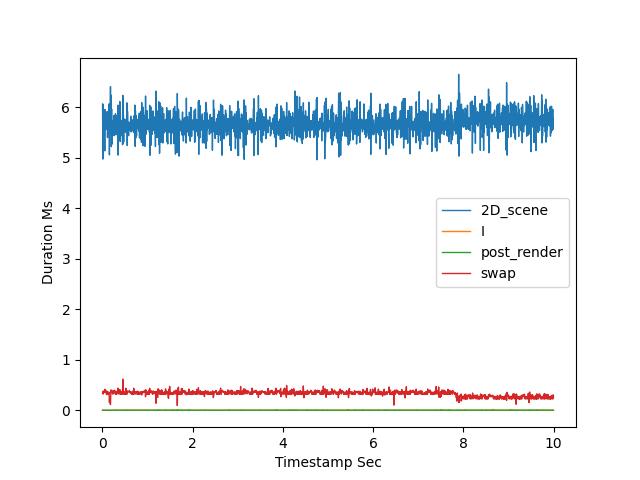 6
5
4
3
2
1
0
Duration Ms
2D_scene
I
post_render
swap
0 2 4 6 8 10
Timestamp Sec